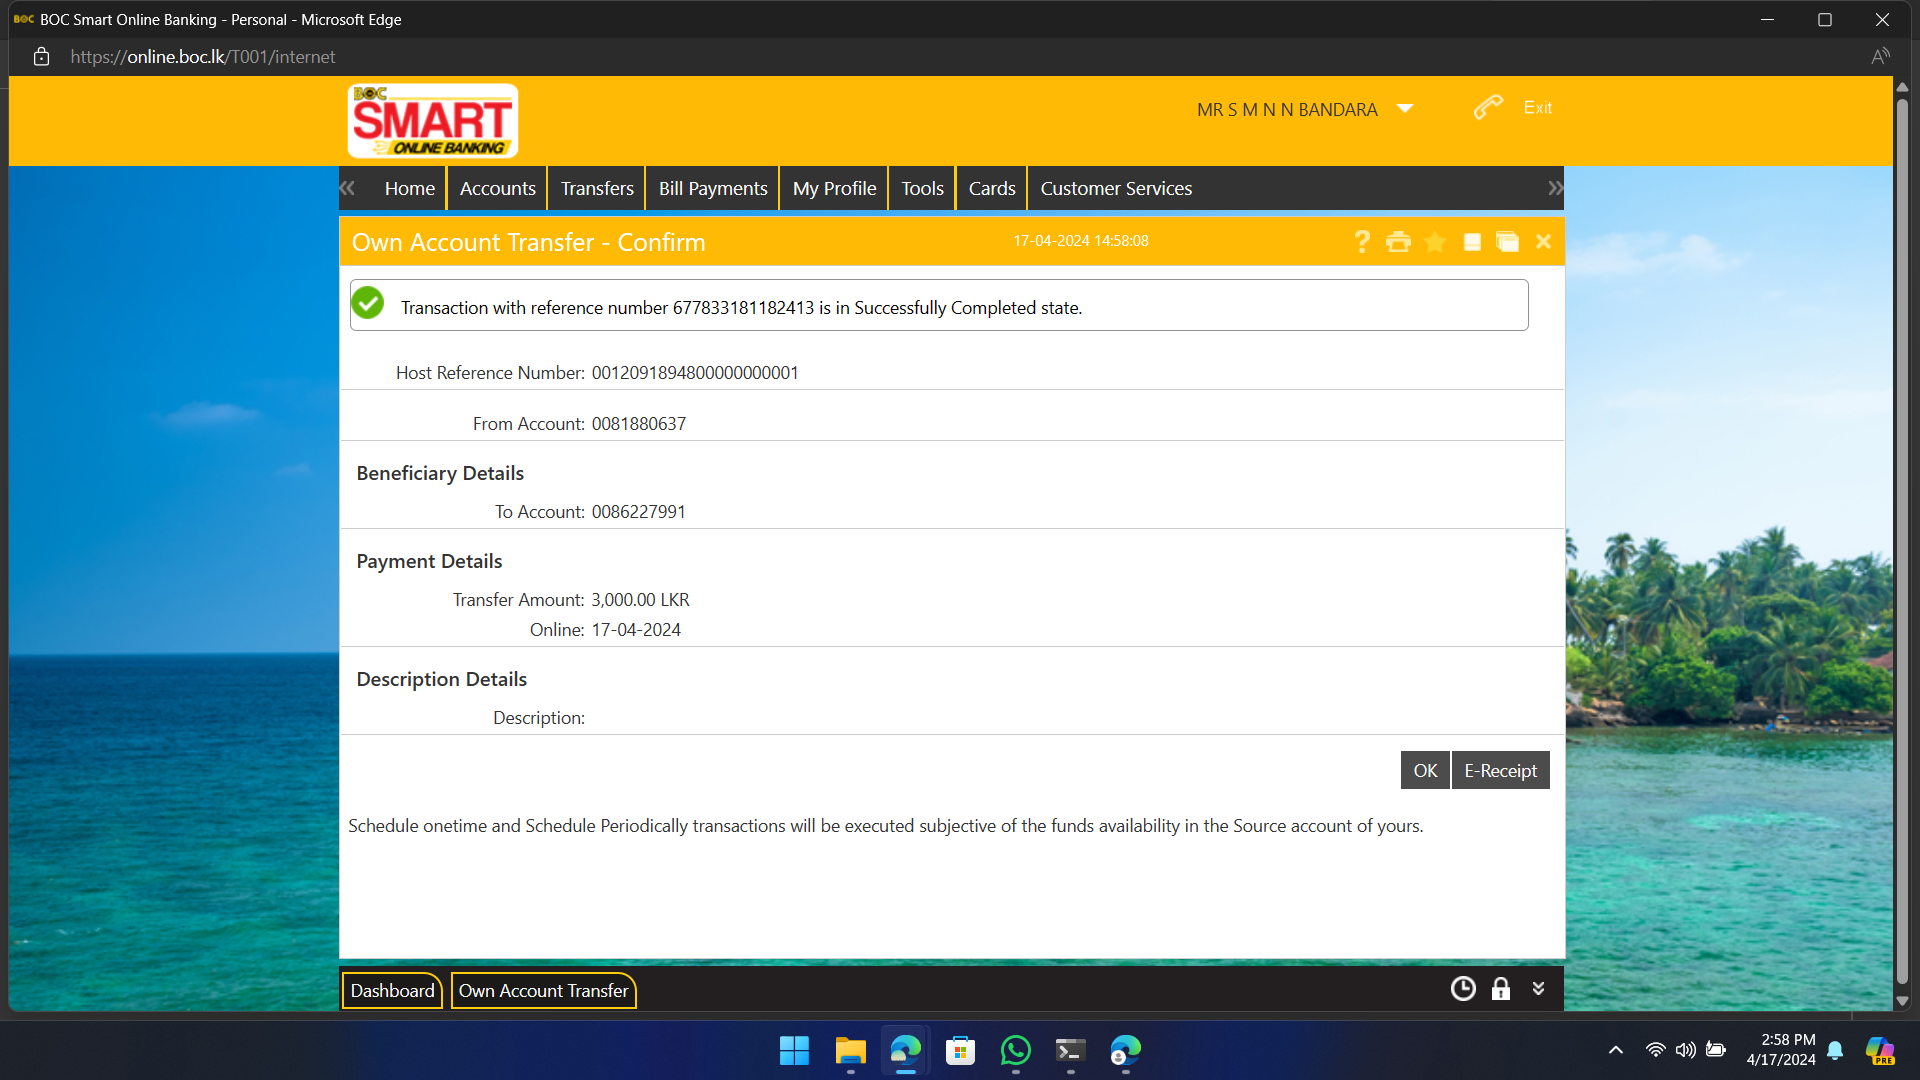 BOC BOC Smart Online Banking - Personal - Microsoft Edge
https://online.boc.lk/T001/internet
BOC
SMART
ONLINE BANKING
MR S M N N BANDARA
Exit
Home Accounts Transfers Bill Payments My Profile Tools Cards Customer Services
Own Account Transfer - Confirm 17-04-2024 14:58:08
Transaction with reference number 677833181182413 is in Successfully Completed state.
Host Reference Number: 0012091894800000000001
From Account: 0081880637
Beneficiary Details
To Account: 0086227991
Payment Details
Transfer Amount: 3,000.00 LKR
Online: 17-04-2024
Description Details
Description:
OK E-Receipt
Schedule onetime and Schedule Periodically transactions will be executed subjective of the funds availability in the Source account of yours.
Dashboard Own Account Transfer
2:58 PM
4/17/2024
PRE